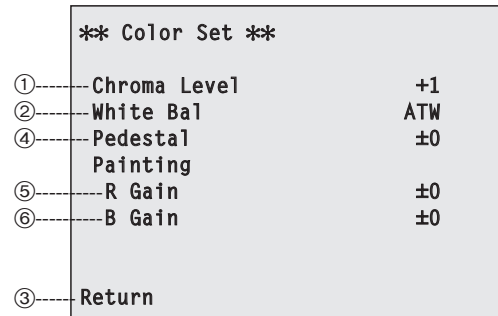 ** Color Set **
①------Chroma Level +1
②------White Bal ATW
④------Pedestal ±0
Painting
⑤--------R Gain ±0
⑥--------B Gain ±0
③-----Return